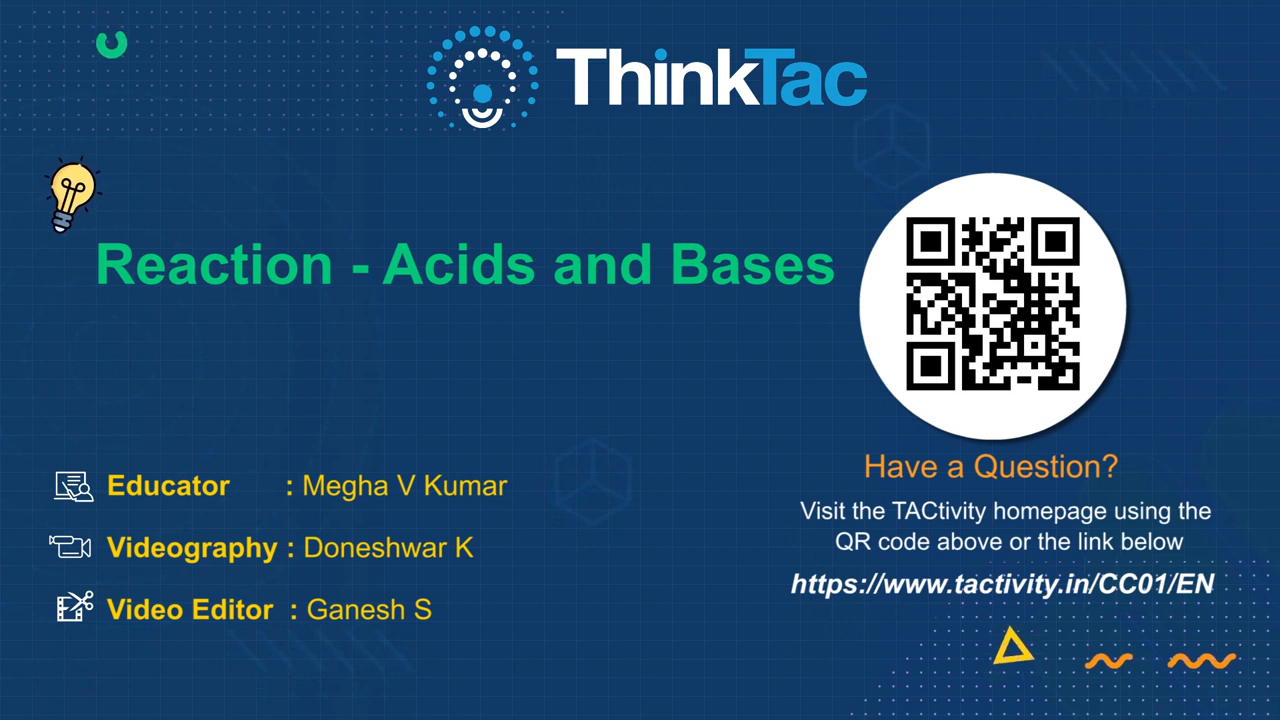 ThinkTac
Reaction - Acids and Bases
Educator : Megha V Kumar
Videography : Doneshwar K
Video Editor : Ganesh S
Have a Question?
Visit the TACtivity homepage using the
QR code above or the link below
https://www.tactivity.in/CC01/EN